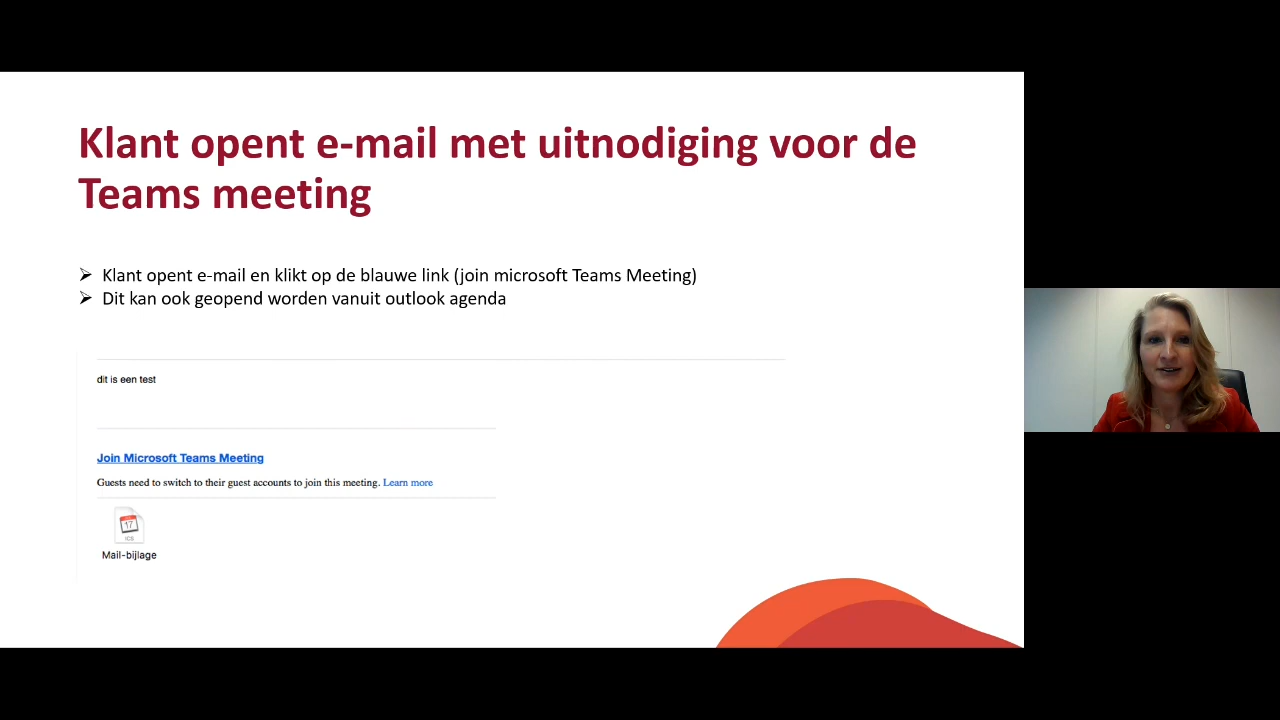 Klant opent e-mail met uitnodiging voor de
Teams meeting
➢ Klant opent e-mail en klikt op de blauwe link (join microsoft Teams Meeting)
➢ Dit kan ook geopend worden vanuit outlook agenda
dit is een test
Join Microsoft Teams Meeting
Guests need to switch to their guest accounts to join this meeting. Learn more
17
ICS
Mail-bijlage